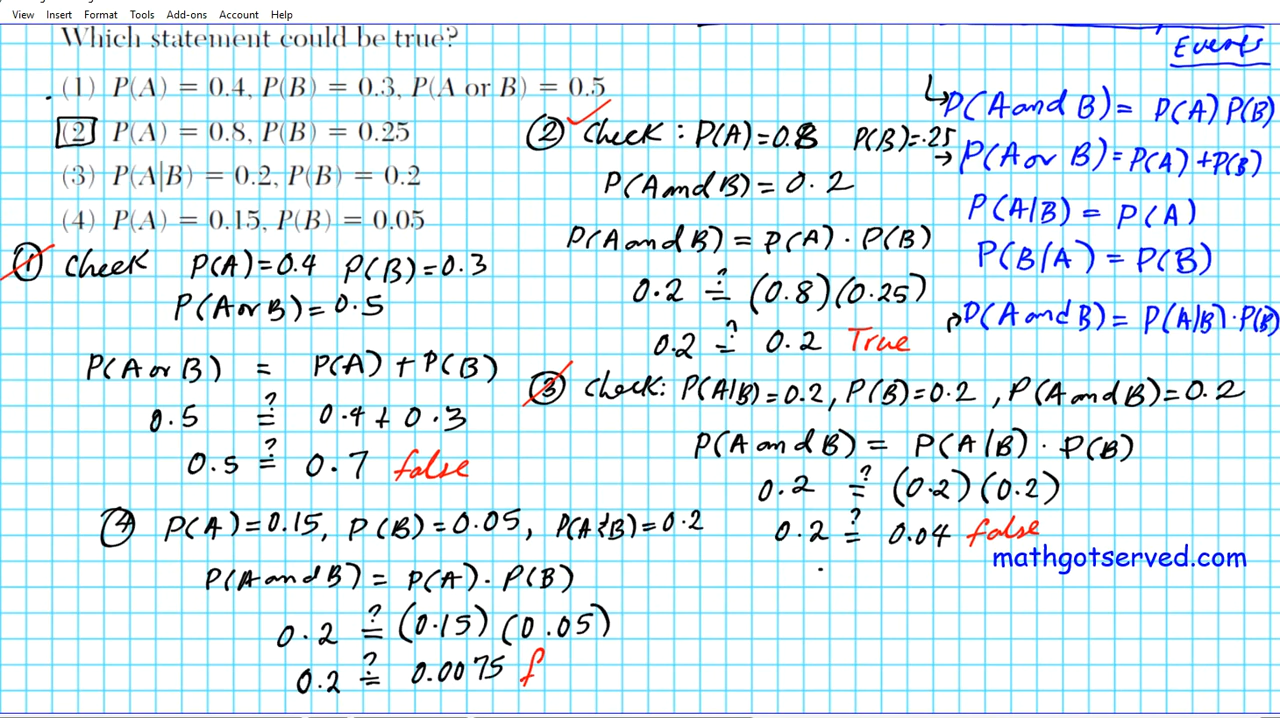 View Insert Format Tools Add-ons Account Help
Which statement could be true?
(1) P(A) = 0.4, P(B) = 0.3, P(A or B) = 0.5
(2) P(A) = 0.8, P(B) = 0.25
(3) P(A|B) = 0.2, P(B) = 0.2
(4) P(A) = 0.15, P(B) = 0.05
Events
P(A and B) = P(A) P(B)
P(A or B) = P(A) + P(B)
P(A|B) = P(A)
P(B/A) = P(B)
P(A and B) = P(A|B) · P(B)
① Check P(A) = 0.4 P(B) = 0.3
P(A or B) = 0.5
P(A or B) = P(A) + P(B)
0.5 ≟ 0.4 + 0.3
0.5 ≟ 0.7 false
② Check : P(A) = 0.8 P(B) = .25
P(A and B) = 0.2
P(A and B) = P(A) · P(B)
0.2 ≟ (0.8)(0.25)
0.2 ≟ 0.2 True
③ Check: P(A|B) = 0.2, P(B) = 0.2, P(A and B) = 0.2
P(A and B) = P(A|B) · P(B)
0.2 ≟ (0.2)(0.2)
0.2 ≟ 0.04 false
④ P(A) = 0.15, P(B) = 0.05, P(A & B) = 0.2
P(A and B) = P(A) · P(B)
0.2 ≟ (0.15)(0.05)
0.2 ≟ 0.0075 f
mathgotserved.com